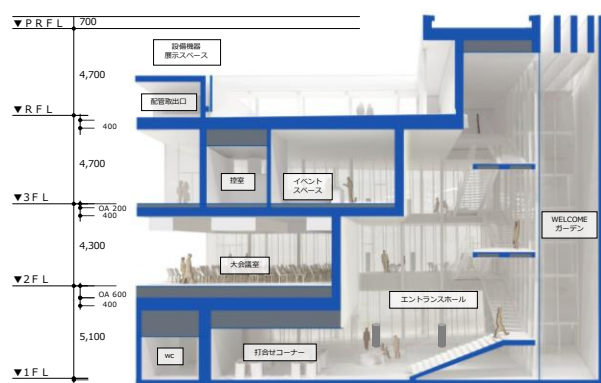 ▼PRFL
700
設備機器
展示スペース
4,700
配管取出口
▼RFL
400
4,700
控室
イベント
スペース
▼3FL
OA 200
400
WELCOME
ガーデン
4,300
大会議室
▼2FL
OA 600
400
エントランスホール
5,100
WC
打合せコーナー
▼1FL